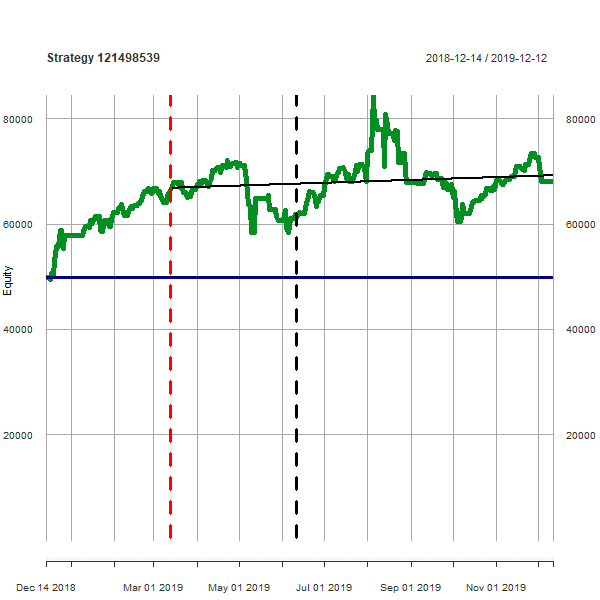 Strategy 121498539
2018-12-14 / 2019-12-12
80000 80000
60000 60000
Equity
40000 40000
20000 20000
Dec 14 2018 Mar 01 2019 May 01 2019 Jul 01 2019 Sep 01 2019 Nov 01 2019